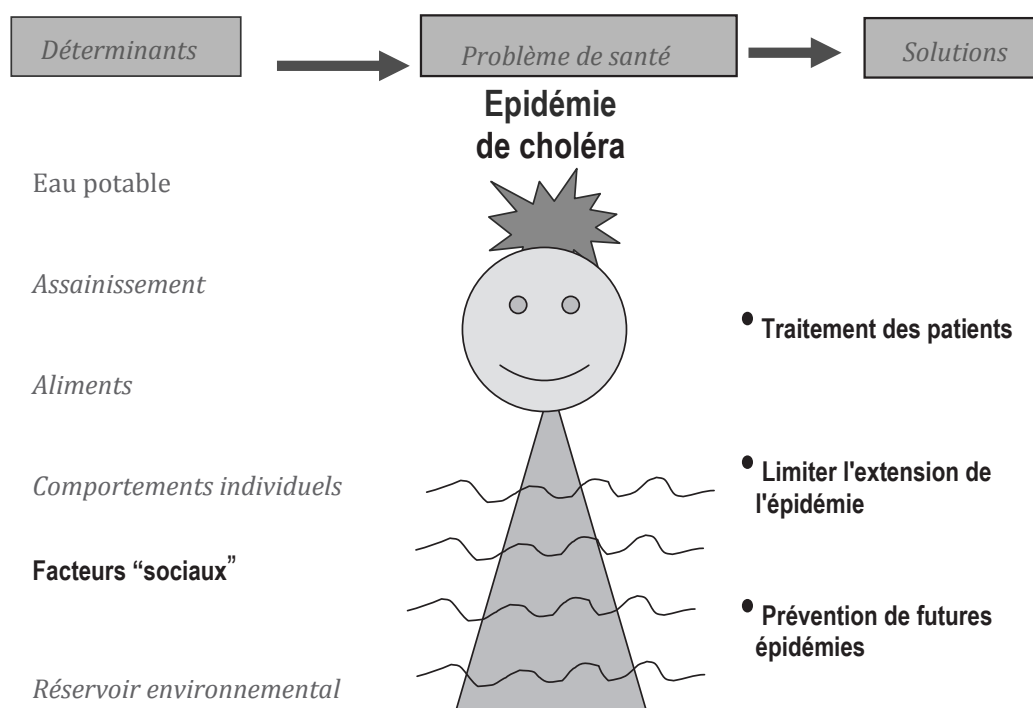 Déterminants
Problème de santé
Solutions
Epidémie
de choléra
Eau potable
Assainissement
Aliments
Comportements individuels
Facteurs “sociaux”
Réservoir environnemental
• Traitement des patients
• Limiter l'extension de
l'épidémie
• Prévention de futures
épidémies